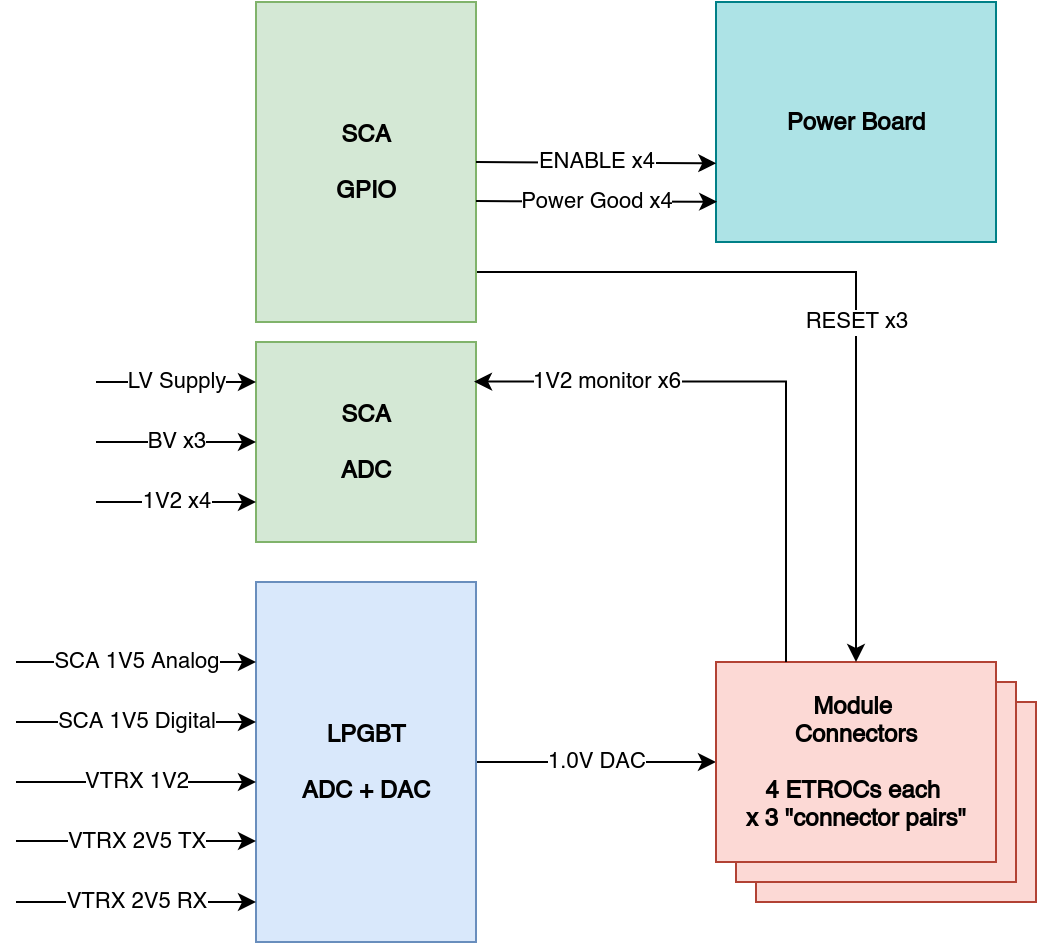 SCA
GPIO
Power Board
ENABLE x4
Power Good x4
RESET x3
LV Supply
BV x3
1V2 x4
SCA
ADC
1V2 monitor x6
SCA 1V5 Analog
SCA 1V5 Digital
VTRX 1V2
VTRX 2V5 TX
VTRX 2V5 RX
LPGBT
ADC + DAC
1.0V DAC
Module
Connectors
4 ETROCs each
x 3 "connector pairs"